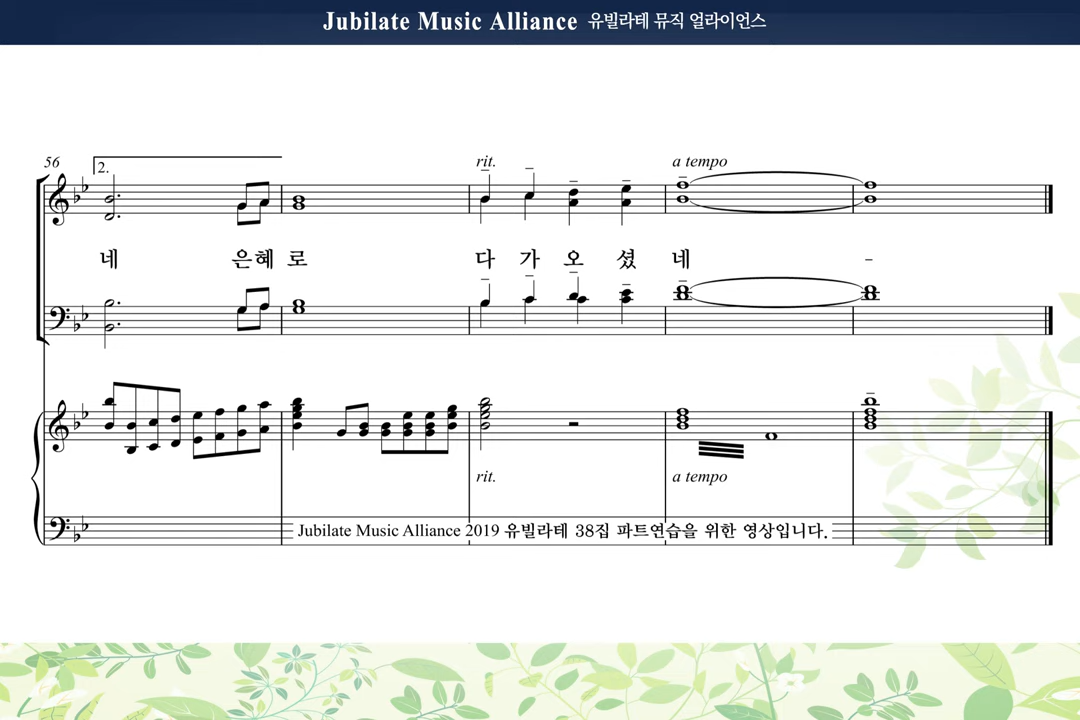 Jubilate Music Alliance 유빌라테 뮤직 얼라이언스
56
2.
rit.
a tempo
네 은혜 로 다 가 오 셨 네 -
rit.
a tempo
Jubilate Music Alliance 2019 유빌라테 38집 파트연습을 위한 영상입니다.